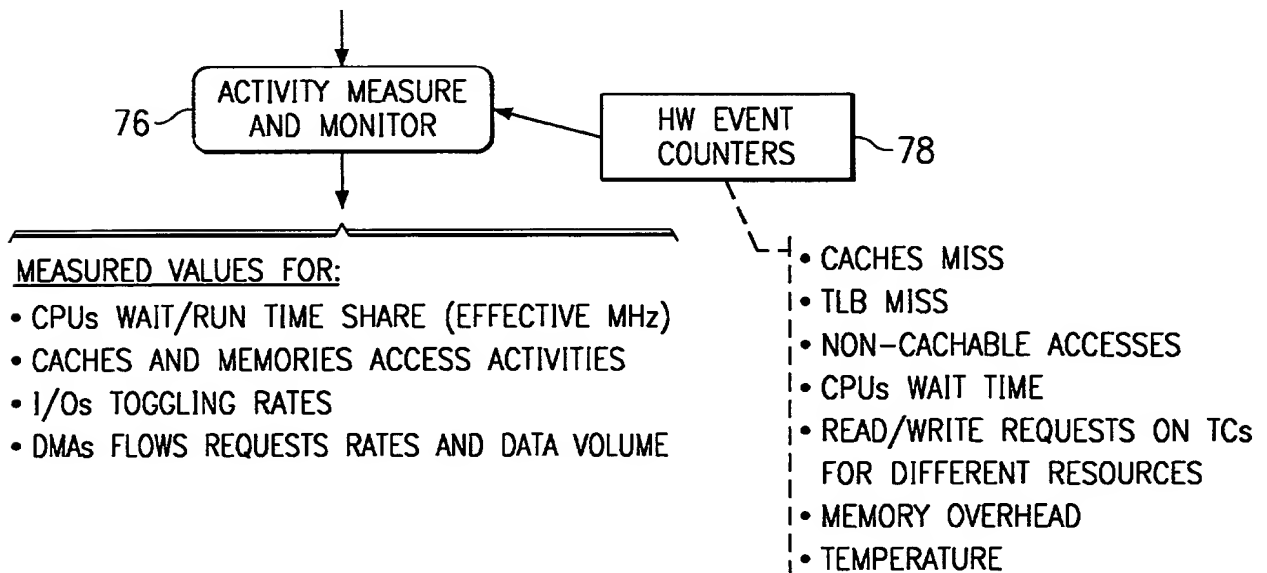 ACTIVITY MEASURE
AND MONITOR
76
HW EVENT
COUNTERS
78
MEASURED VALUES FOR:
• CPUs WAIT/RUN TIME SHARE (EFFECTIVE MHz)
• CACHES AND MEMORIES ACCESS ACTIVITIES
• I/Os TOGGLING RATES
• DMAs FLOWS REQUESTS RATES AND DATA VOLUME
• CACHES MISS
• TLB MISS
• NON-CACHABLE ACCESSES
• CPUs WAIT TIME
• READ/WRITE REQUESTS ON TCs
FOR DIFFERENT RESOURCES
• MEMORY OVERHEAD
• TEMPERATURE